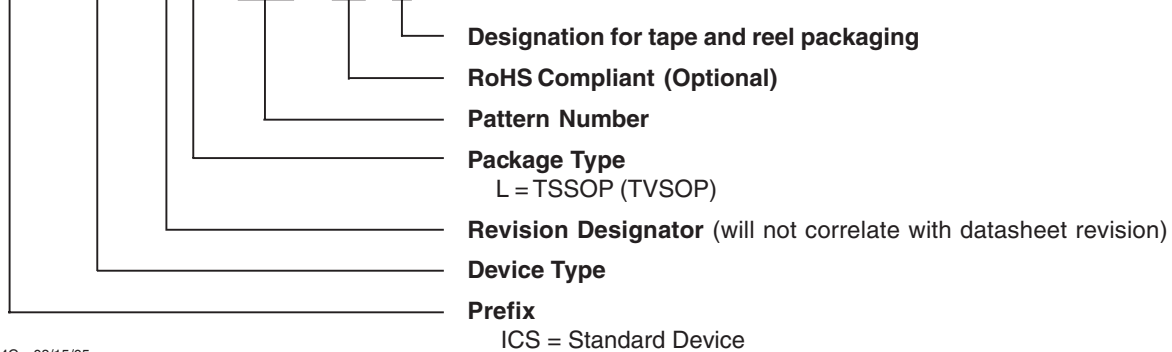 Designation for tape and reel packaging
RoHS Compliant (Optional)
Pattern Number
Package Type
L = TSSOP (TVSOP)
Revision Designator (will not correlate with datasheet revision)
Device Type
Prefix
ICS = Standard Device